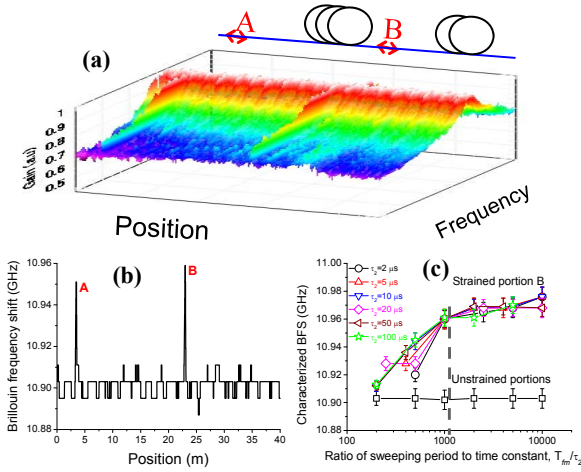 A
B
(a)
1
0.9
0.8
0.7
0.6
0.5
Gain (a.u)
Position
Frequency
(b)
A
B
10.96
10.94
10.92
10.90
10.88
Brillouin frequency shift (GHz)
0 5 10 15 20 25 30 35 40
Position (m)
(c)
τ2=2 μs
τ2=5 μs
τ2=10 μs
τ2=20 μs
τ2=50 μs
τ2=100 μs
Strained portion B
Unstrained portions
11.00
10.98
10.96
10.94
10.92
10.90
10.88
Characterized BFS (GHz)
100 1000 10000
Ratio of sweeping period to time constant, Tfm/τ2